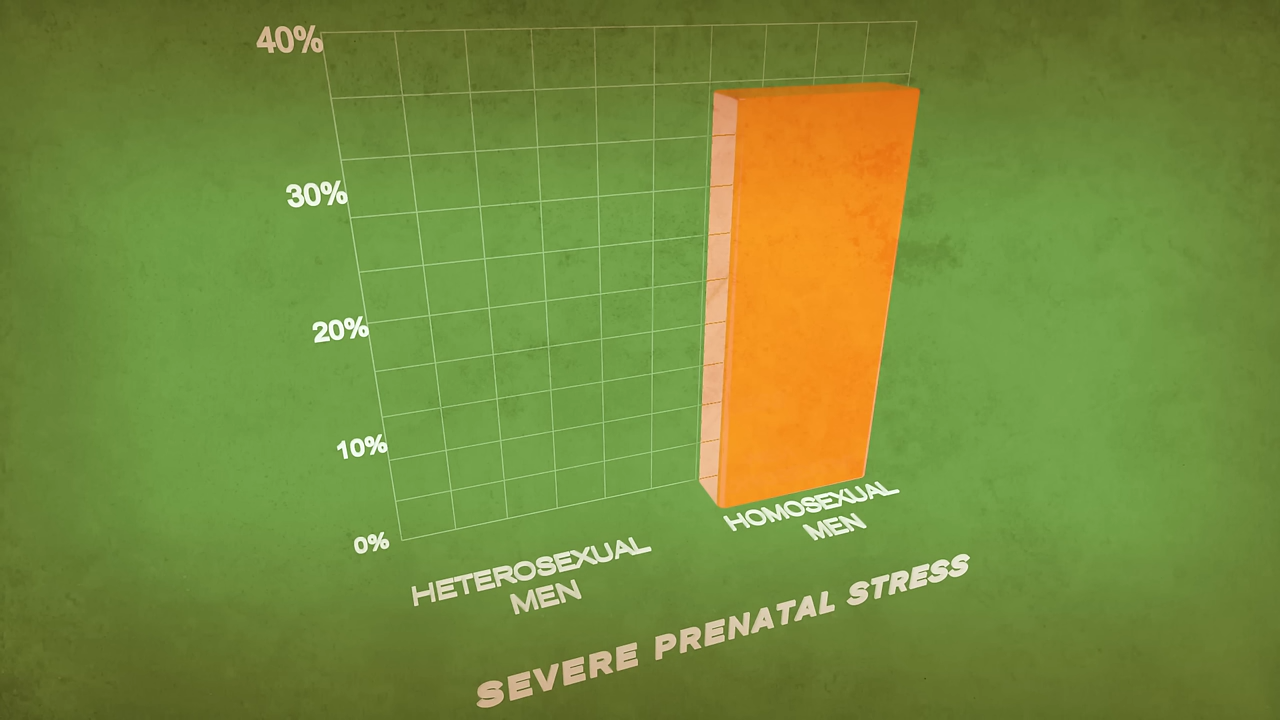 40%
30%
20%
10%
0%
HETEROSEXUAL
MEN
HOMOSEXUAL
MEN
SEVERE PRENATAL STRESS